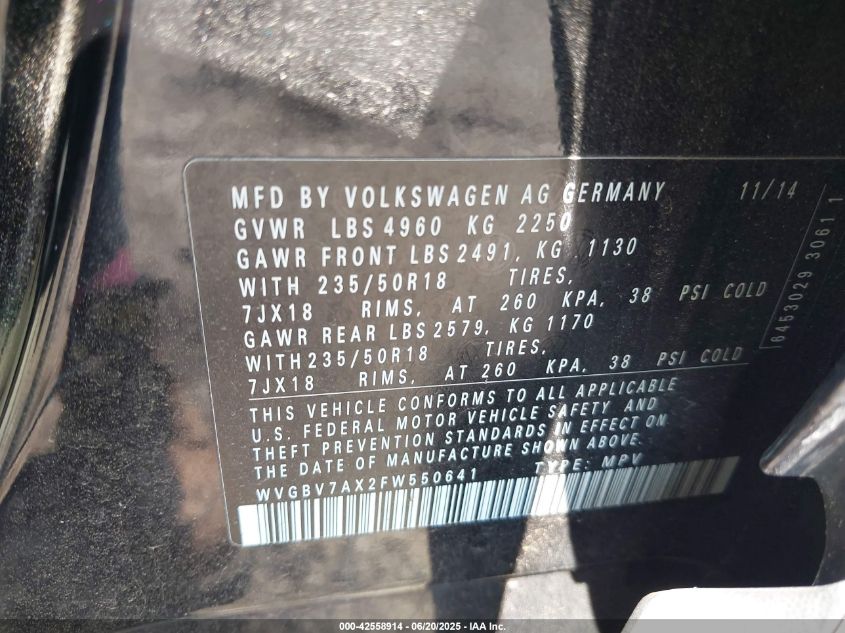 MFD BY VOLKSWAGEN AG GERMANY 11/14
GVWR LBS 4960 KG 2250
GAWR FRONT LBS 2491, KG 1130
WITH 235/50R18 TIRES,
7JX18 RIMS, AT 260 KPA, 38 PSI COLD
GAWR REAR LBS 2579, KG 1170
WITH 235/50R18 TIRES,
7JX18 RIMS, AT 260 KPA, 38 PSI COLD
THIS VEHICLE CONFORMS TO ALL APPLICABLE
U.S. FEDERAL MOTOR VEHICLE SAFETY AND
THEFT PREVENTION STANDARDS IN EFFECT ON
THE DATE OF MANUFACTURE SHOWN ABOVE.
WVGBV7AX2FW550641 TYPE: MPV
6453029 3061 1
000-42558914 - 06/20/2025 - IAA Inc.